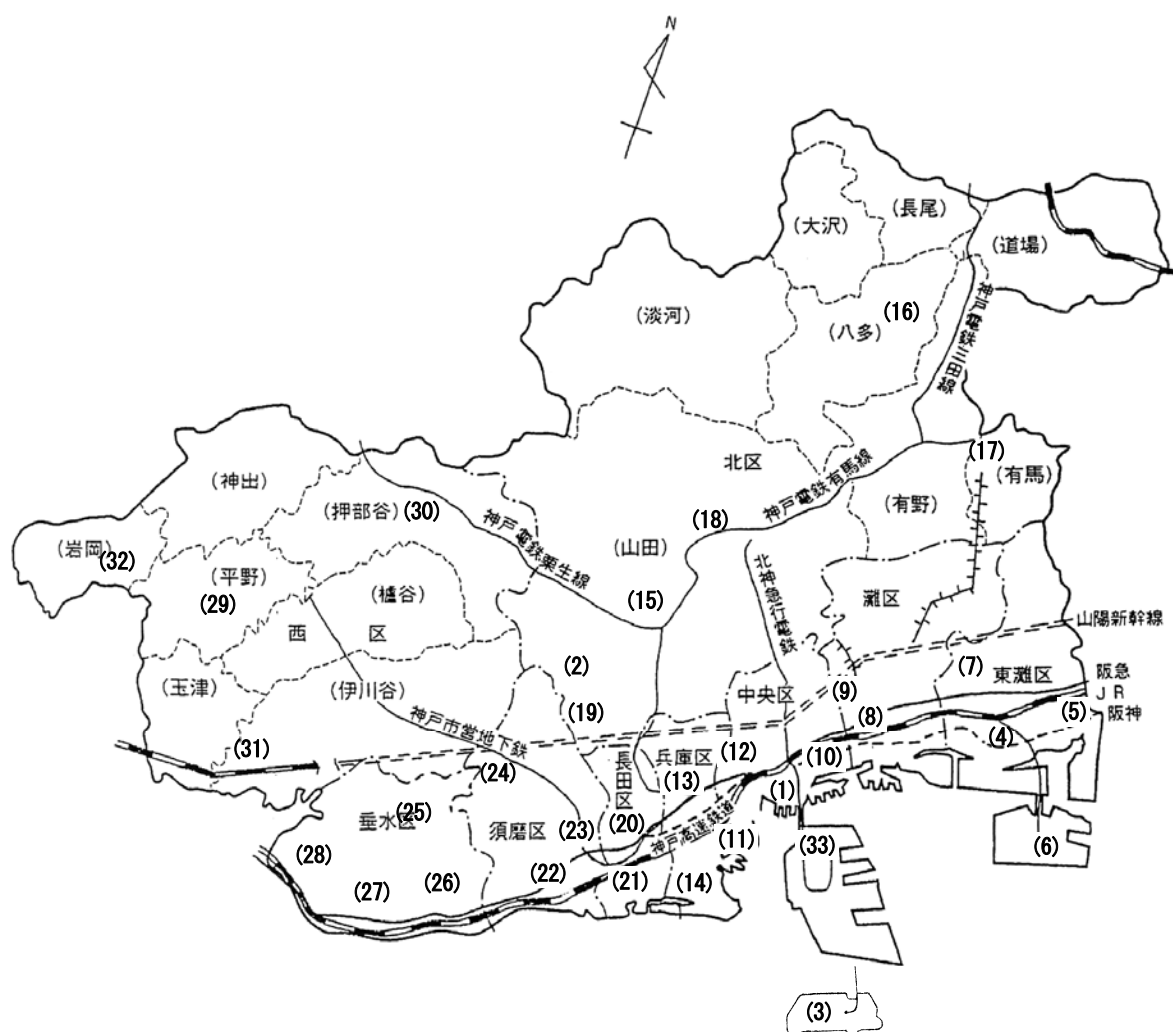 N
(大沢)
(長尾)
(道場)
(淡河)
(八多)
(16)
神戸電鉄三田線
北区
(17)
(有馬)
神戸電鉄有馬線
(神出)
(押部谷)
(30)
神戸電鉄粟生線
(18)
(有野)
(山田)
(岩岡)
(32)
(平野)
(29)
(櫨谷)
(15)
北神急行電鉄
灘区
西区
山陽新幹線
(2)
(7)
東灘区
(玉津)
(伊川谷)
中央区
(9)
阪急
JR
阪神
(5)
神戸市営地下鉄
(19)
(8)
(4)
(31)
(24)
長田区
兵庫区
(12)
(10)
(13)
(1)
(25)
垂水区
須磨区
(23)
(20)
神戸高速鉄道
(11)
(33)
(6)
(28)
(27)
(26)
(22)
(21)
(14)
(3)